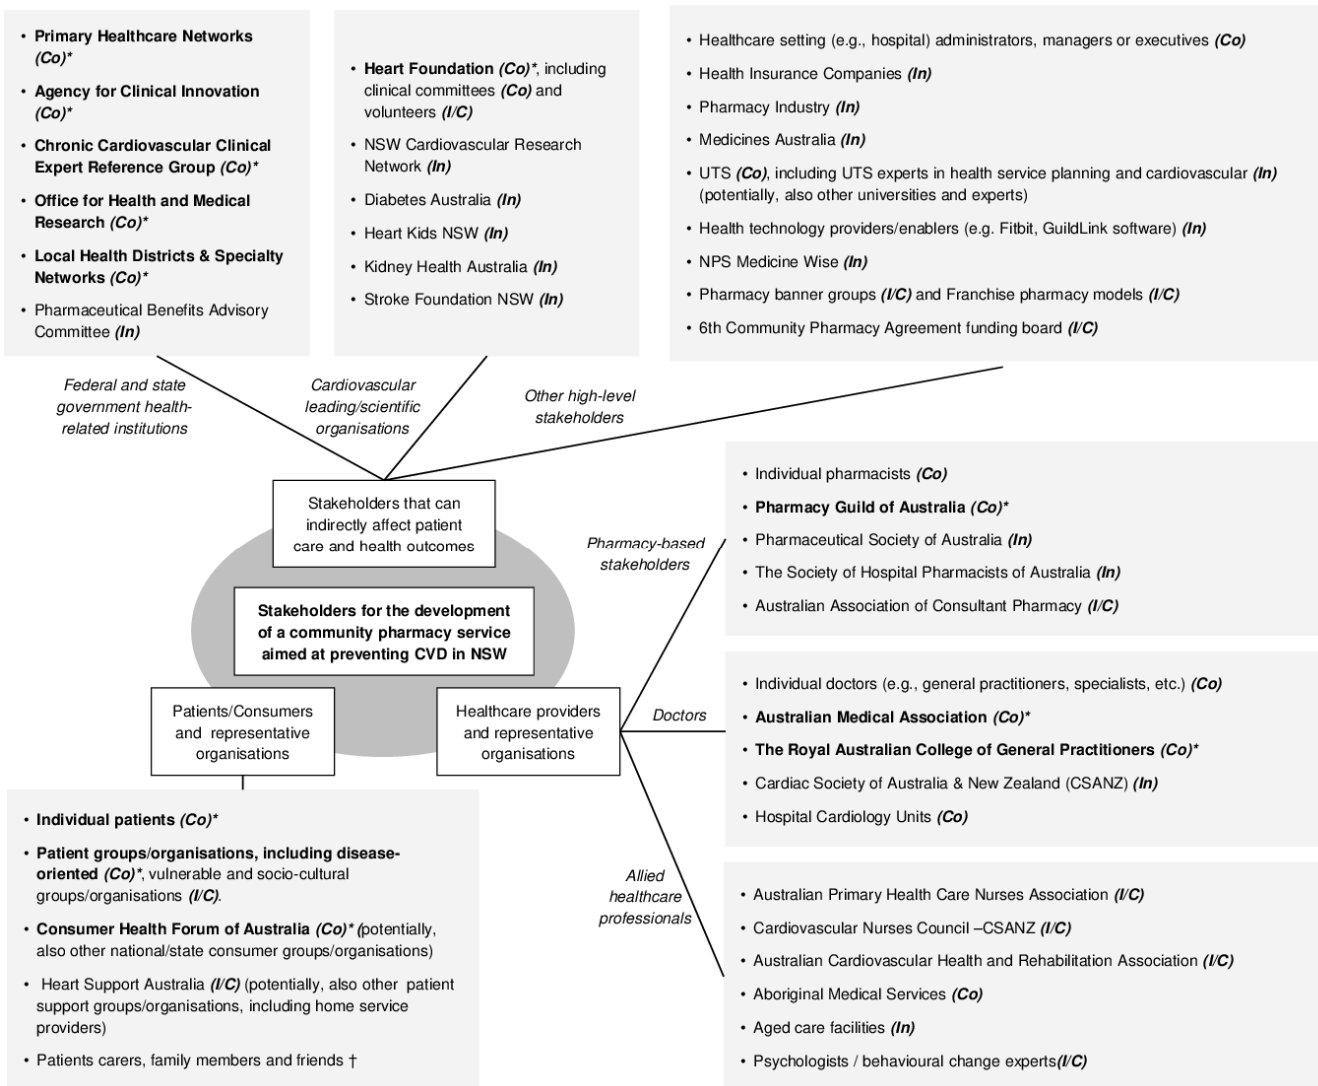 • Primary Healthcare Networks
(Co)*
• Agency for Clinical Innovation
(Co)*
• Chronic Cardiovascular Clinical
Expert Reference Group (Co)*
• Office for Health and Medical
Research (Co)*
• Local Health Districts & Specialty
Networks (Co)*
• Pharmaceutical Benefits Advisory
Committee (In)
• Heart Foundation (Co)*, including
clinical committees (Co) and
volunteers (I/C)
• NSW Cardiovascular Research
Network (In)
• Diabetes Australia (In)
• Heart Kids NSW (In)
• Kidney Health Australia (In)
• Stroke Foundation NSW (In)
• Healthcare setting (e.g., hospital) administrators, managers or executives (Co)
• Health Insurance Companies (In)
• Pharmacy Industry (In)
• Medicines Australia (In)
• UTS (Co), including UTS experts in health service planning and cardiovascular (In)
(potentially, also other universities and experts)
• Health technology providers/enablers (e.g. Fitbit, GuildLink software) (In)
• NPS Medicine Wise (In)
• Pharmacy banner groups (I/C) and Franchise pharmacy models (I/C)
• 6th Community Pharmacy Agreement funding board (I/C)
Federal and state
government health-
related institutions
Cardiovascular
leading/scientific
organisations
Other high-level
stakeholders
Stakeholders that can
indirectly affect patient
care and health outcomes
Stakeholders for the development
of a community pharmacy service
aimed at preventing CVD in NSW
Patients/Consumers
and representative
organisations
Healthcare providers
and representative
organisations
Pharmacy-based
stakeholders
• Individual pharmacists (Co)
• Pharmacy Guild of Australia (Co)*
• Pharmaceutical Society of Australia (In)
• The Society of Hospital Pharmacists of Australia (In)
• Australian Association of Consultant Pharmacy (I/C)
Doctors
• Individual doctors (e.g., general practitioners, specialists, etc.) (Co)
• Australian Medical Association (Co)*
• The Royal Australian College of General Practitioners (Co)*
• Cardiac Society of Australia & New Zealand (CSANZ) (In)
• Hospital Cardiology Units (Co)
Allied
healthcare
professionals
• Australian Primary Health Care Nurses Association (I/C)
• Cardiovascular Nurses Council –CSANZ (I/C)
• Australian Cardiovascular Health and Rehabilitation Association (I/C)
• Aboriginal Medical Services (Co)
• Aged care facilities (In)
• Psychologists / behavioural change experts(I/C)
• Individual patients (Co)*
• Patient groups/organisations, including disease-
oriented (Co)*, vulnerable and socio-cultural
groups/organisations (I/C).
• Consumer Health Forum of Australia (Co)* (potentially,
also other national/state consumer groups/organisations)
• Heart Support Australia (I/C) (potentially, also other patient
support groups/organisations, including home service
providers)
• Patients carers, family members and friends †